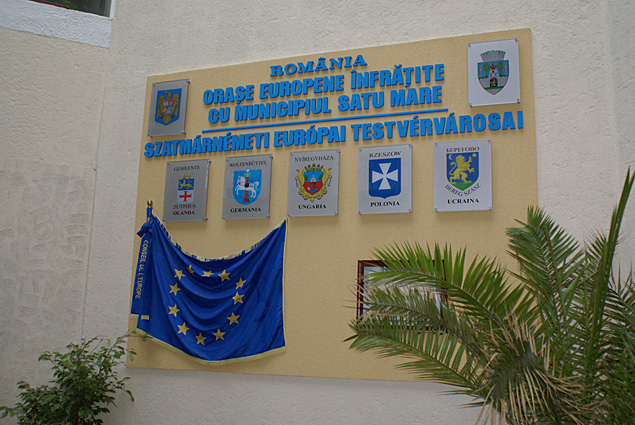 ROMÂNIA
ORAȘE EUROPENE ÎNFRĂȚITE
CU MUNICIPIUL SATU MARE
SZATMÁRNÉMETI EURÓPAI TESTVÉRVÁROSAI
GEMEENTE
ZUTPHEN
OLANDA
WOLFENBÜTTEL
GERMANIA
NYÍREGYHÁZA
UNGARIA
RZESZÓW
POLONIA
БЕРЕГОВО
BEREG SZÁSZ
UCRAINA
CONSEIL DE L'EUROPE